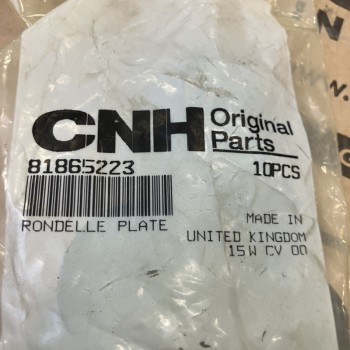 CNH Original
Parts
81865223 10PCS
RONDELLE PLATE
MADE IN
UNITED KINGDOM
15W CV 00